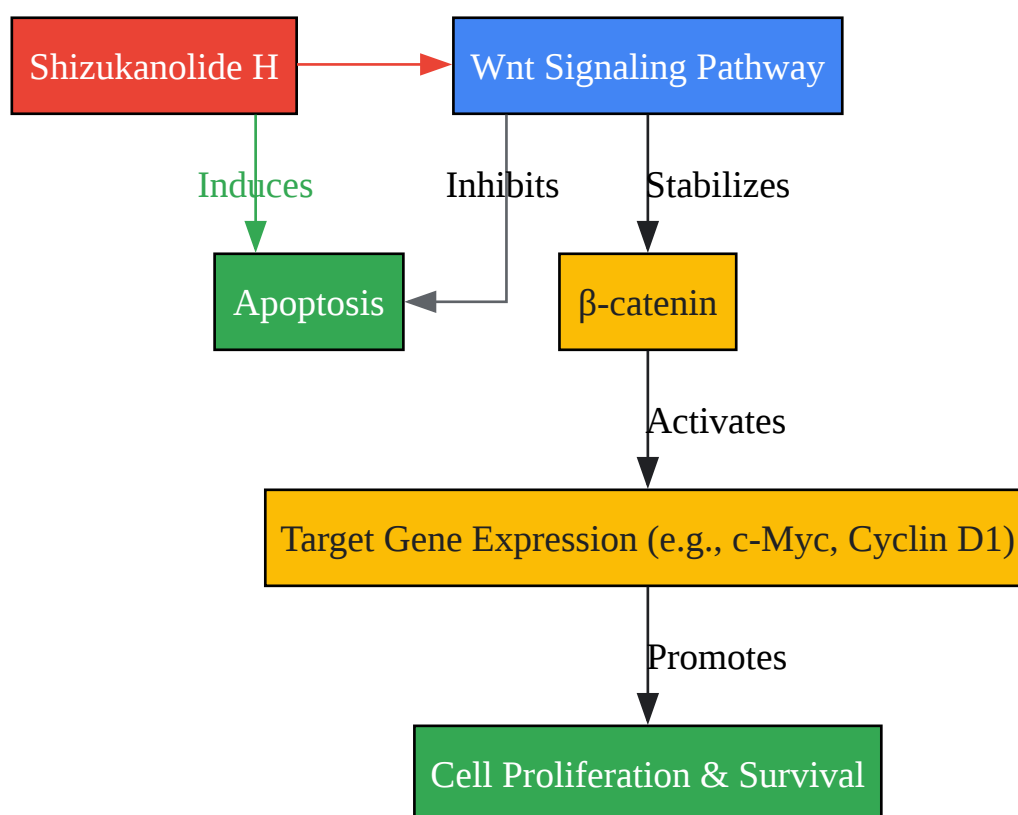 Shizukanolide H
Wnt Signaling Pathway
Induces
Inhibits
Stabilizes
Apoptosis
β-catenin
Activates
Target Gene Expression (e.g., c-Myc, Cyclin D1)
Promotes
Cell Proliferation & Survival